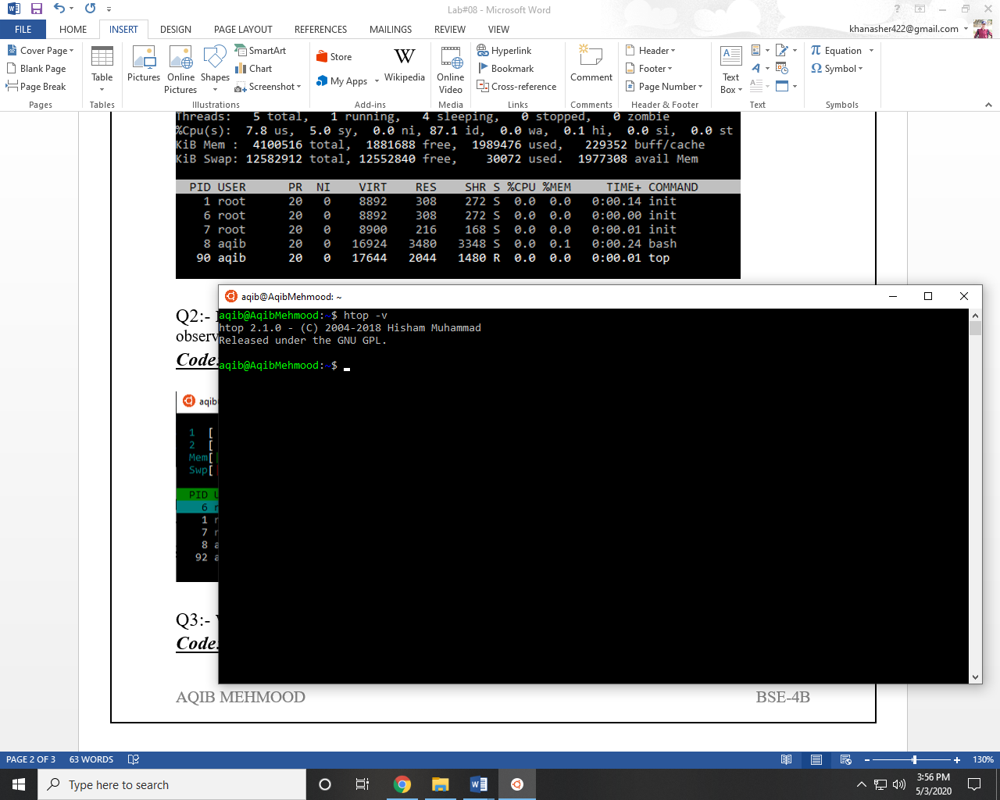 Lab#08 - Microsoft Word
FILE HOME INSERT DESIGN PAGE LAYOUT REFERENCES MAILINGS REVIEW VIEW khanasher422@gmail.com
Cover Page
Blank Page
Page Break
Pages
Table
Tables
Pictures
Online Pictures
Shapes
SmartArt
Chart
Screenshot
Illustrations
Store
My Apps
Wikipedia
Add-ins
Online Video
Media
Hyperlink
Bookmark
Cross-reference
Links
Comment
Comments
Header
Footer
Page Number
Header & Footer
Text Box
Text
Equation
Symbol
Symbols
Threads: 5 total, 1 running, 4 sleeping, 0 stopped, 0 zombie
%Cpu(s): 7.8 us, 5.0 sy, 0.0 ni, 87.1 id, 0.0 wa, 0.1 hi, 0.0 si, 0.0 st
KiB Mem : 4100516 total, 1881688 free, 1989476 used, 229352 buff/cache
KiB Swap: 12582912 total, 12552840 free, 30072 used. 1977308 avail Mem
PID USER PR NI VIRT RES SHR S %CPU %MEM TIME+ COMMAND
1 root 20 0 8892 308 272 S 0.0 0.0 0:00.14 init
6 root 20 0 8892 308 272 S 0.0 0.0 0:00.00 init
7 root 20 0 8900 216 168 S 0.0 0.0 0:00.01 init
8 aqib 20 0 16924 3480 3348 S 0.0 0.1 0:00.24 bash
90 aqib 20 0 17644 2044 1480 R 0.0 0.0 0:00.01 top
aqib@AqibMehmood: ~
aqib@AqibMehmood:~$ htop -v
htop 2.1.0 - (C) 2004-2018 Hisham Muhammad
Released under the GNU GPL.
aqib@AqibMehmood:~$
Q2:-
observ
Code:
aqib
1 [
2 [
Mem[
Swp[
PID U
6 r
1 r
7 r
8 a
92 a
Q3:-
Code:
AQIB MEHMOOD BSE-4B
PAGE 2 OF 3 63 WORDS 130%
Type here to search
3:56 PM
5/3/2020